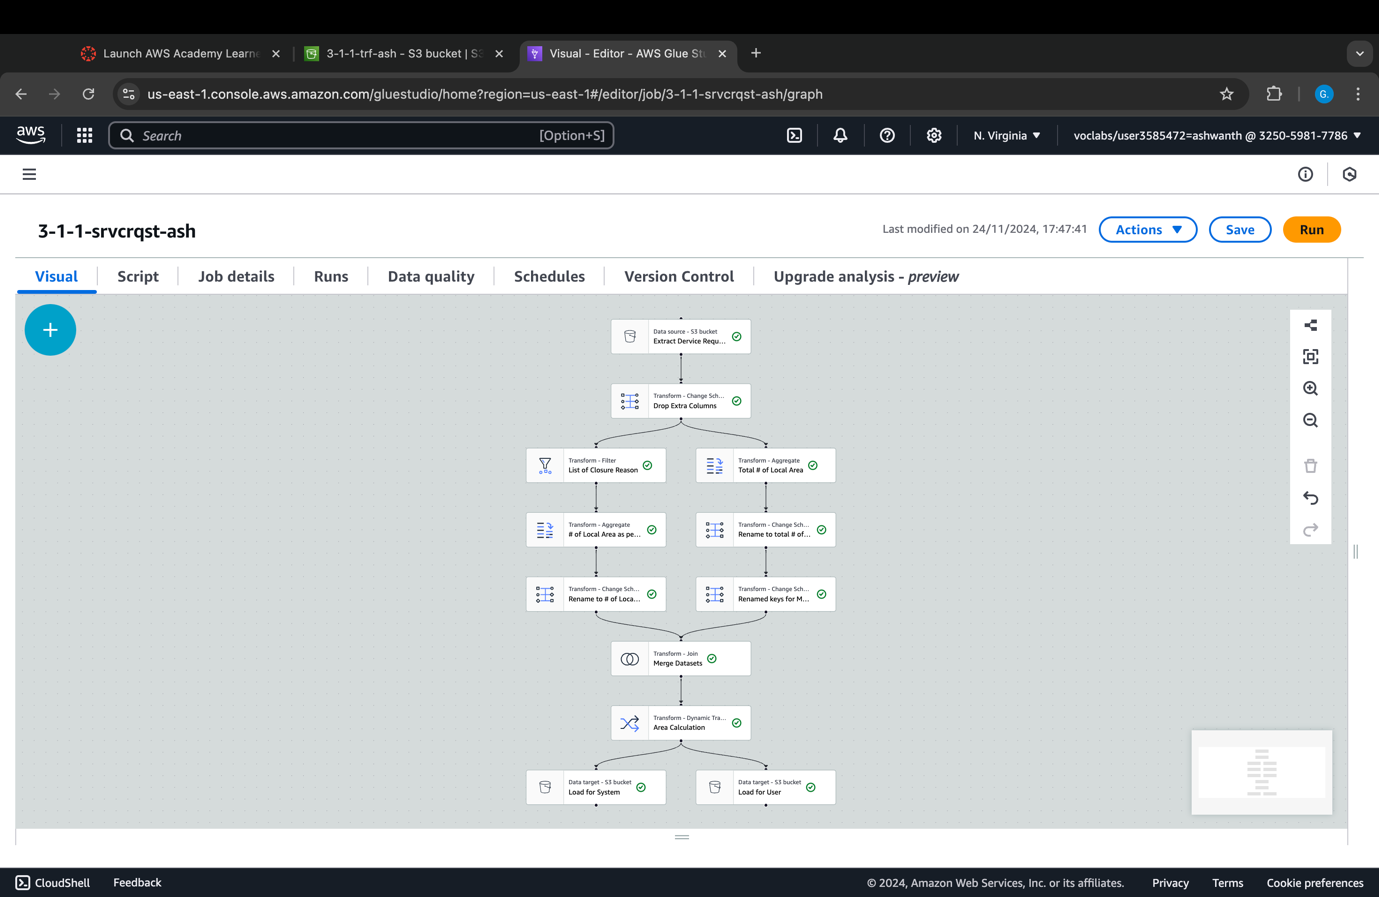 Launch AWS Academy Learne
3-1-1-trf-ash - S3 bucket | S3
Visual - Editor - AWS Glue Stu
us-east-1.console.aws.amazon.com/gluestudio/home?region=us-east-1#/editor/job/3-1-1-srvcrqst-ash/graph
G.
aws
Search
[Option+S]
N. Virginia
voclabs/user3585472=ashwanth @ 3250-5981-7786
3-1-1-srvcrqst-ash
Last modified on 24/11/2024, 17:47:41
Actions
Save
Run
Visual
Script
Job details
Runs
Data quality
Schedules
Version Control
Upgrade analysis - preview
Data source - S3 bucket
Extract Dervice Requ...
Transform - Change Sch...
Drop Extra Columns
Transform - Filter
List of Closure Reason
Transform - Aggregate
Total # of Local Area
Transform - Aggregate
# of Local Area as pe...
Transform - Change Sch...
Rename to total # of...
Transform - Change Sch...
Rename to # of Loca...
Transform - Change Sch...
Renamed keys for M...
Transform - Join
Merge Datasets
Transform - Dynamic Tra...
Area Calculation
Data target - S3 bucket
Load for System
Data target - S3 bucket
Load for User
CloudShell
Feedback
© 2024, Amazon Web Services, Inc. or its affiliates.
Privacy
Terms
Cookie preferences